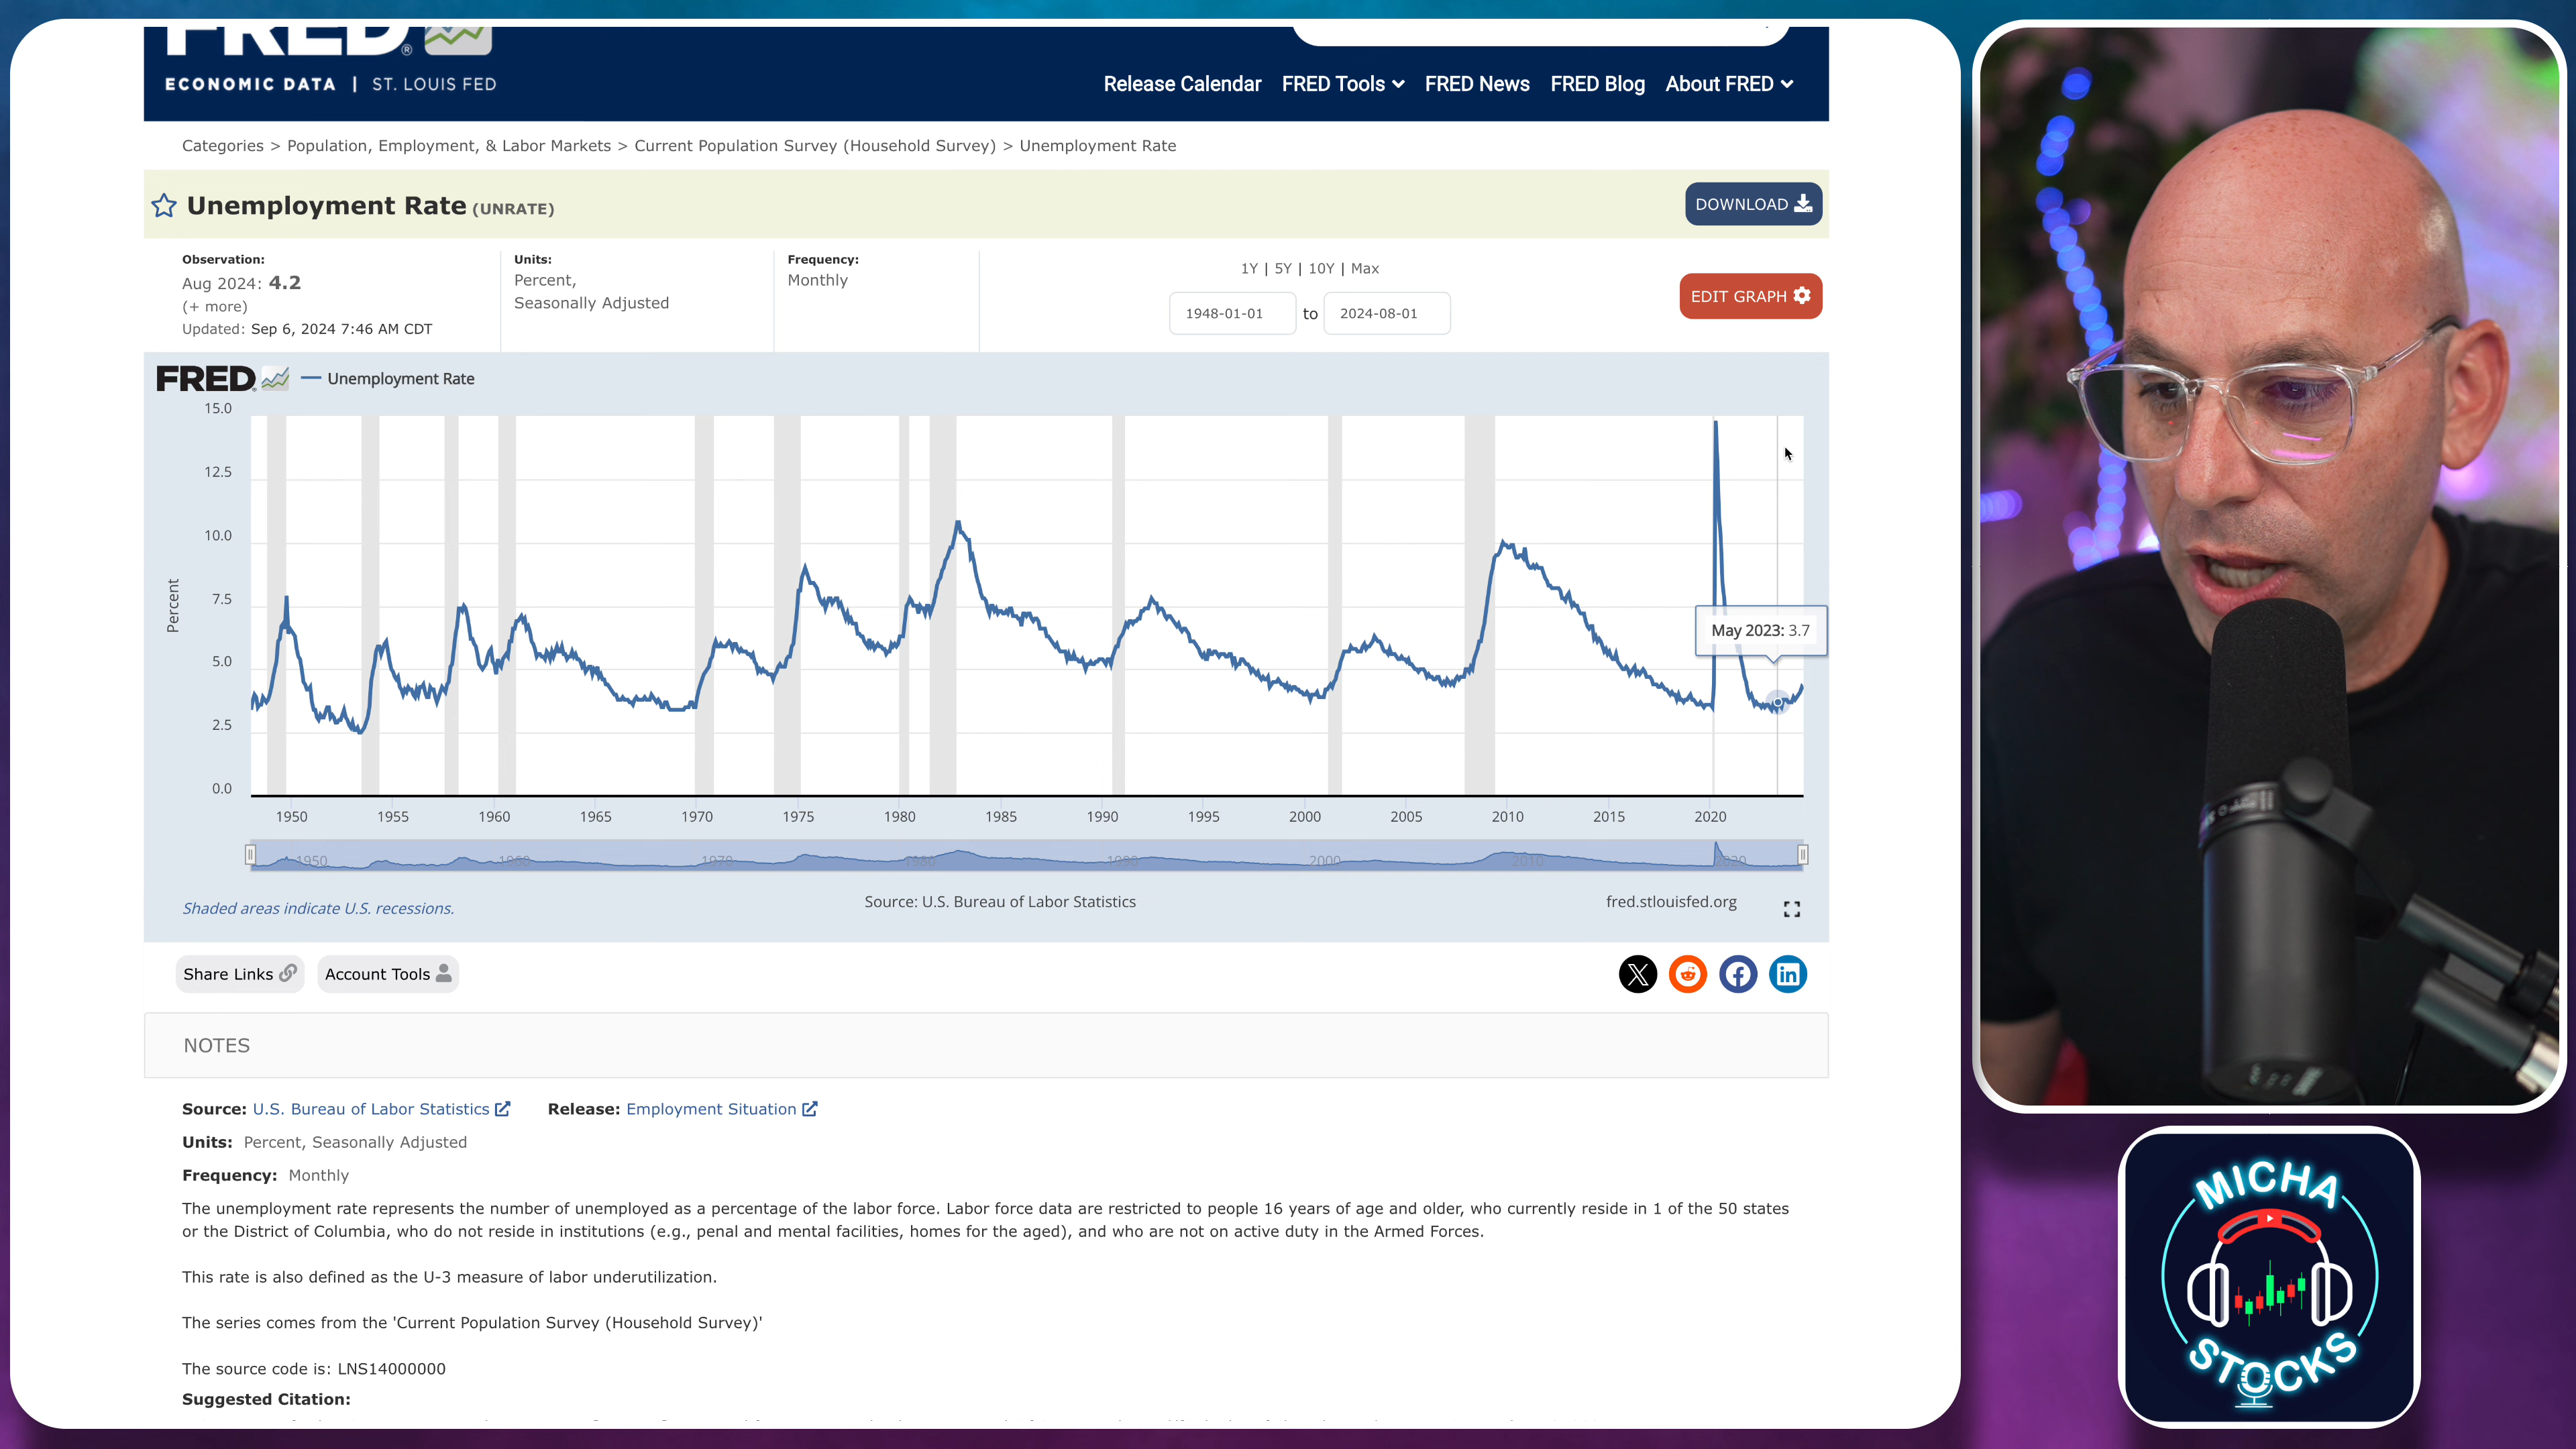 FRED®
ECONOMIC DATA | ST. LOUIS FED
Release Calendar FRED Tools FRED News FRED Blog About FRED
Categories > Population, Employment, & Labor Markets > Current Population Survey (Household Survey) > Unemployment Rate
Unemployment Rate (UNRATE)
DOWNLOAD
Observation:
Aug 2024: 4.2
(+ more)
Updated: Sep 6, 2024 7:46 AM CDT
Units:
Percent,
Seasonally Adjusted
Frequency:
Monthly
1Y | 5Y | 10Y | Max
1948-01-01 to 2024-08-01
EDIT GRAPH
FRED Unemployment Rate
15.0
12.5
10.0
7.5
5.0
2.5
0.0
Percent
May 2023: 3.7
1950 1955 1960 1965 1970 1975 1980 1985 1990 1995 2000 2005 2010 2015 2020
1950 1960 1970 1980 1990 2000 2010 2020
Shaded areas indicate U.S. recessions.
Source: U.S. Bureau of Labor Statistics
fred.stlouisfed.org
Share Links Account Tools
NOTES
Source: U.S. Bureau of Labor Statistics Release: Employment Situation
Units: Percent, Seasonally Adjusted
Frequency: Monthly
The unemployment rate represents the number of unemployed as a percentage of the labor force. Labor force data are restricted to people 16 years of age and older, who currently reside in 1 of the 50 states
or the District of Columbia, who do not reside in institutions (e.g., penal and mental facilities, homes for the aged), and who are not on active duty in the Armed Forces.
This rate is also defined as the U-3 measure of labor underutilization.
The series comes from the 'Current Population Survey (Household Survey)'
The source code is: LNS14000000
Suggested Citation:
MICHA
STOCKS